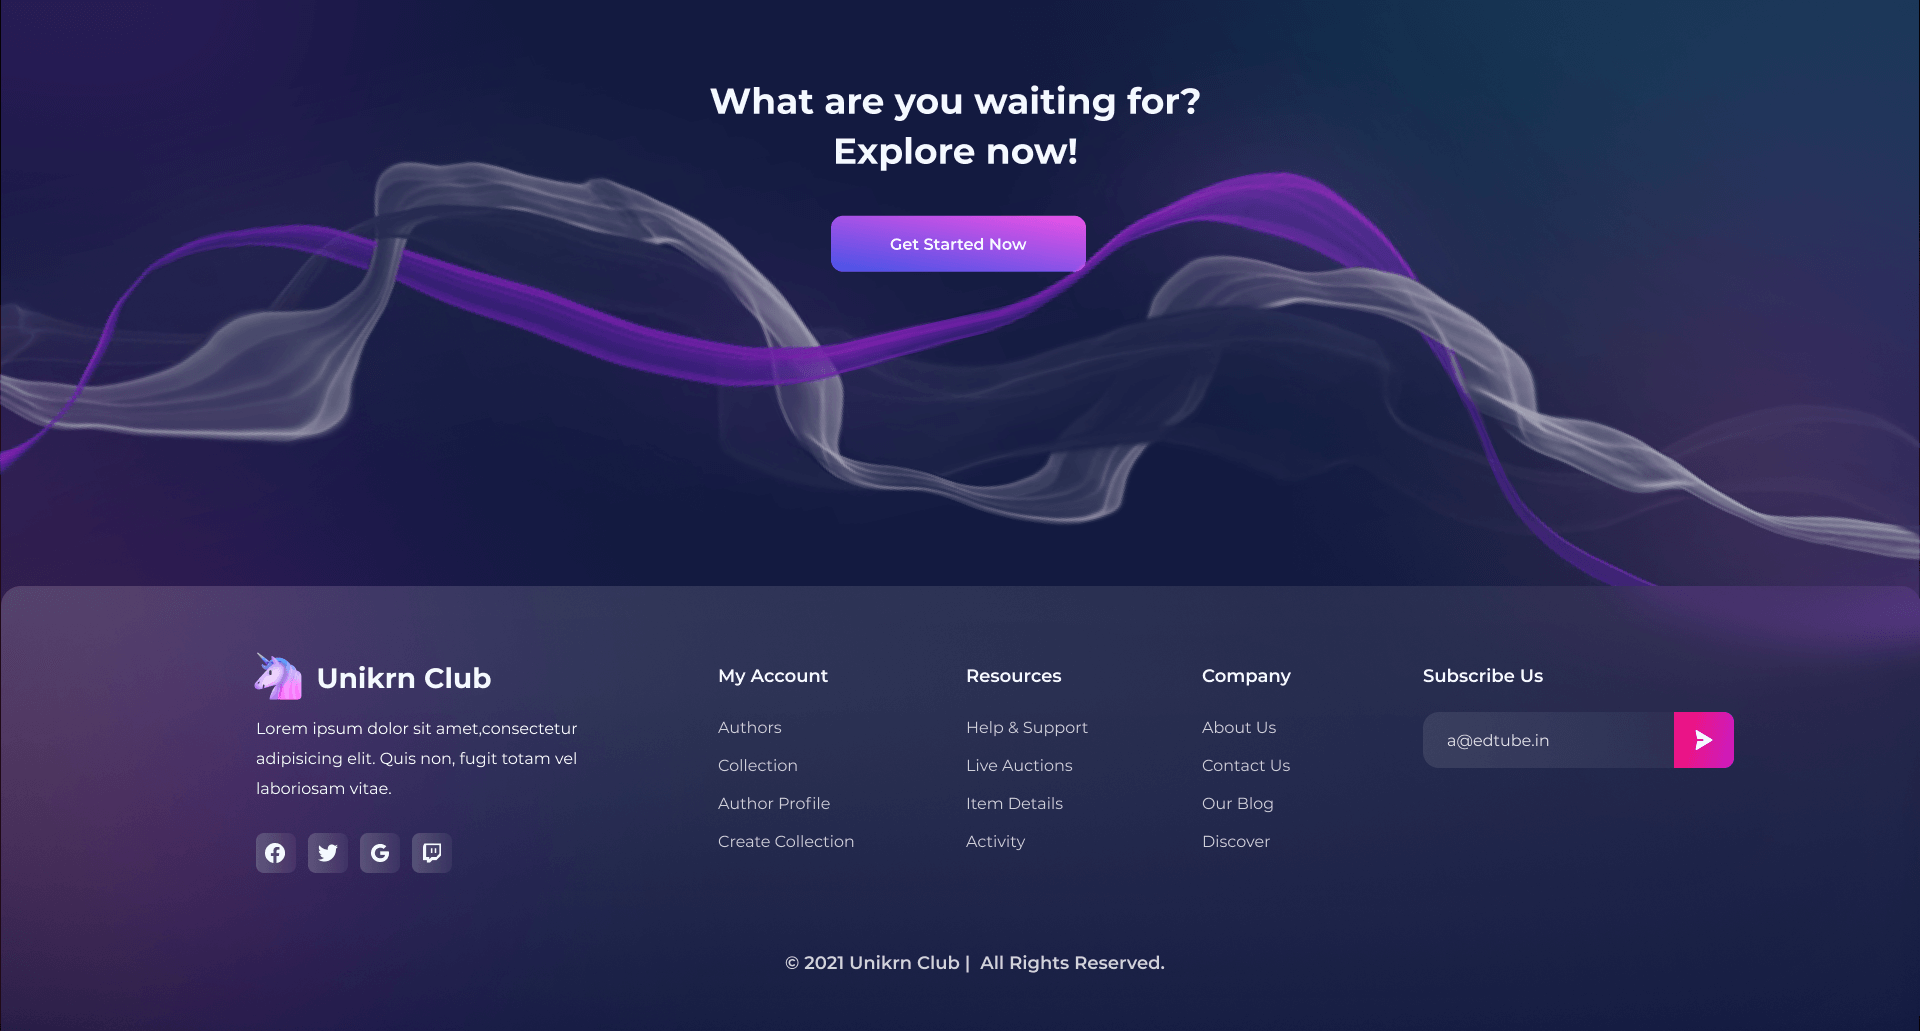 What are you waiting for?
Explore now!
Get Started Now
Unikrn Club
Lorem ipsum dolor sit amet,consectetur
adipisicing elit. Quis non, fugit totam vel
laboriosam vitae.
My Account
Authors
Collection
Author Profile
Create Collection
Resources
Help & Support
Live Auctions
Item Details
Activity
Company
About Us
Contact Us
Our Blog
Discover
Subscribe Us
a@edtube.in
© 2021 Unikrn Club |  All Rights Reserved.